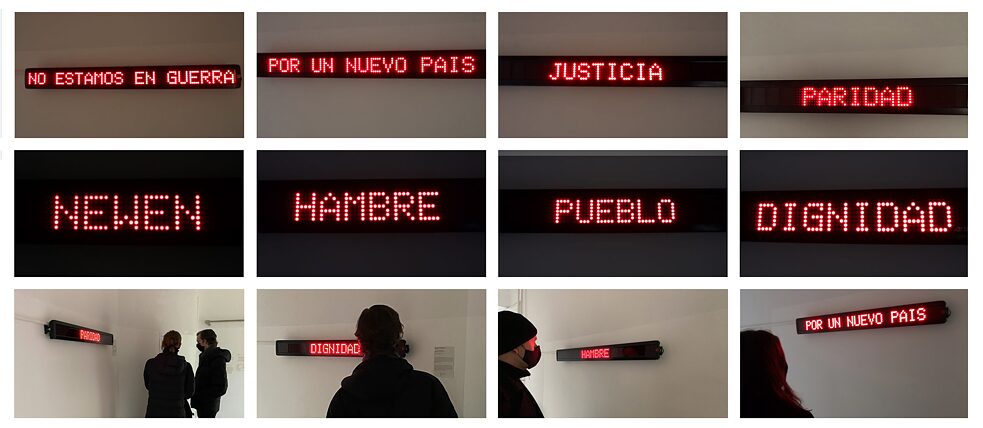 NO ESTAMOS EN GUERRA
POR UN NUEVO PAIS
JUSTICIA
PARIDAD
NEWEN
HAMBRE
PUEBLO
DIGNIDAD
PARIDAD
DIGNIDAD
HAMBRE
POR UN NUEVO PAIS